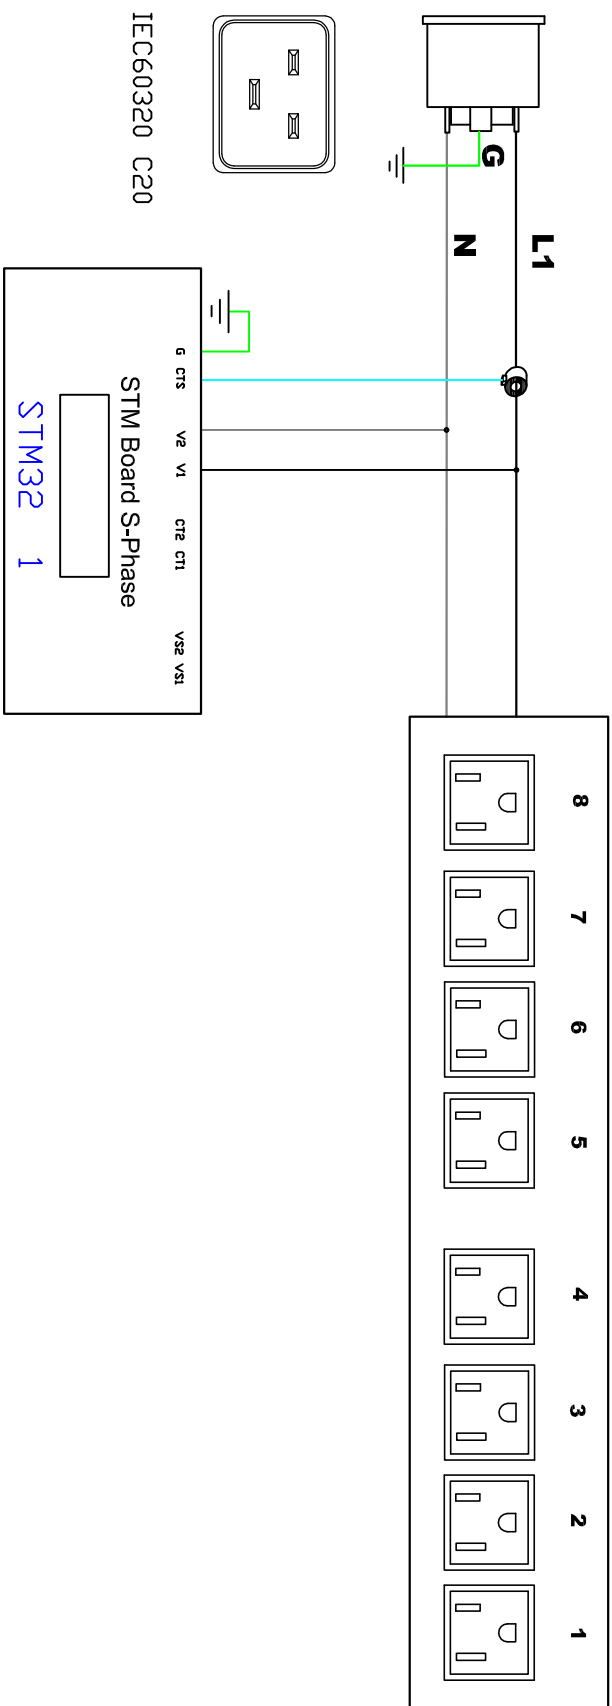 IEC60320 C20
G
N
L1
G CTS V2 V1 CT2 CT1 VS2 VS1
STM Board S-Phase
STM32 1
8 7 6 5 4 3 2 1